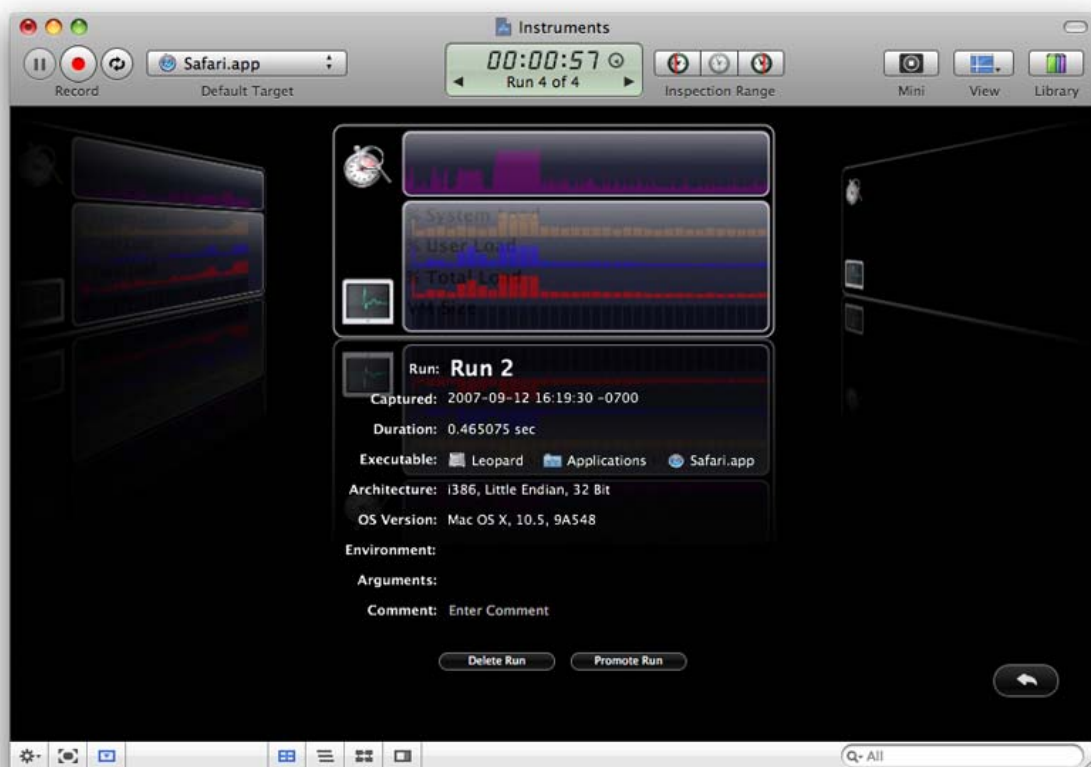 Instruments
Safari.app
00:00:57
Run 4 of 4
Record
Default Target
Inspection Range
Mini
View
Library
% System Load
% User Load
% Total Load
VM Size
Run: Run 2
Captured: 2007-09-12 16:19:30 -0700
Duration: 0.465075 sec
Executable: Leopard Applications Safari.app
Architecture: i386, Little Endian, 32 Bit
OS Version: Mac OS X, 10.5, 9A548
Environment:
Arguments:
Comment: Enter Comment
Delete Run
Promote Run
All